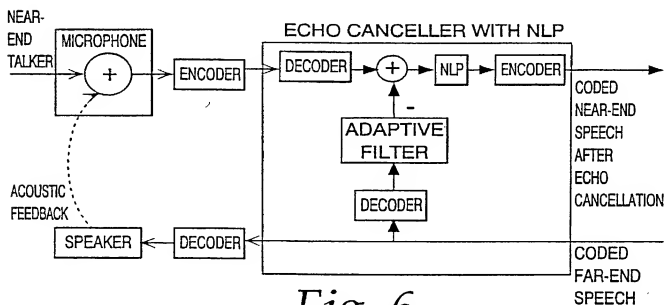 NEAR-
END
TALKER
MICROPHONE
+
ENCODER
ECHO CANCELLER WITH NLP
DECODER
+
NLP
ENCODER
-
ADAPTIVE
FILTER
DECODER
CODED
NEAR-END
SPEECH
AFTER
ECHO
CANCELLATION
ACOUSTIC
FEEDBACK
SPEAKER
DECODER
CODED
FAR-END
SPEECH
Fig. 6